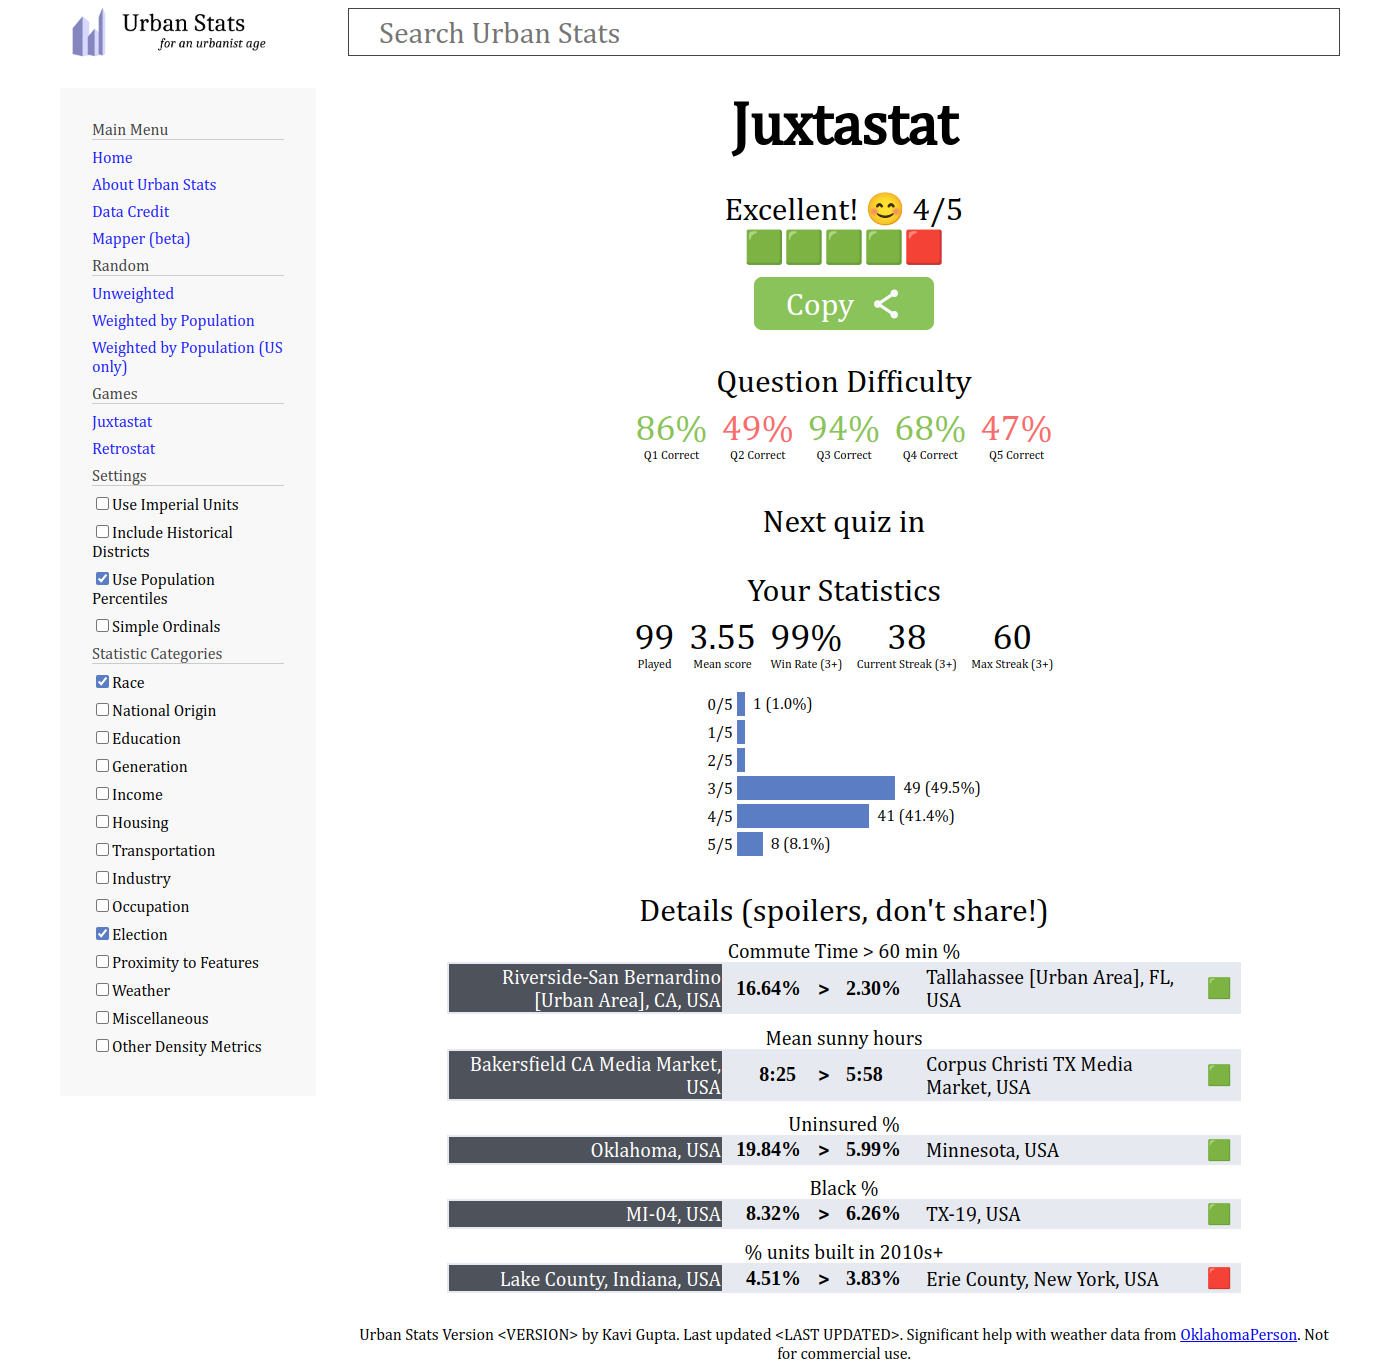 Urban Stats
for an urbanist age
Search Urban Stats
Main Menu
Home
About Urban Stats
Data Credit
Mapper (beta)
Random
Unweighted
Weighted by Population
Weighted by Population (US
only)
Games
Juxtastat
Retrostat
Settings
Use Imperial Units
Include Historical
Districts
Use Population
Percentiles
Simple Ordinals
Statistic Categories
Race
National Origin
Education
Generation
Income
Housing
Transportation
Industry
Occupation
Election
Proximity to Features
Weather
Miscellaneous
Other Density Metrics
Juxtastat
Excellent! 😊 4/5
🟩🟩🟩🟩🟥
Copy
Question Difficulty
86% 49% 94% 68% 47%
Q1 Correct Q2 Correct Q3 Correct Q4 Correct Q5 Correct
Next quiz in
Your Statistics
99 3.55 99% 38 60
Played Mean score Win Rate (3+) Current Streak (3+) Max Streak (3+)
0/5 1 (1.0%)
1/5
2/5
3/5 49 (49.5%)
4/5 41 (41.4%)
5/5 8 (8.1%)
Details (spoilers, don't share!)
Commute Time > 60 min %
Riverside-San Bernardino
[Urban Area], CA, USA
16.64% > 2.30%
Tallahassee [Urban Area], FL,
USA
🟩
Mean sunny hours
Bakersfield CA Media Market,
USA
8:25 > 5:58
Corpus Christi TX Media
Market, USA
🟩
Uninsured %
Oklahoma, USA 19.84% > 5.99% Minnesota, USA 🟩
Black %
MI-04, USA 8.32% > 6.26% TX-19, USA 🟩
% units built in 2010s+
Lake County, Indiana, USA 4.51% > 3.83% Erie County, New York, USA 🟥
Urban Stats Version <VERSION> by Kavi Gupta. Last updated <LAST UPDATED>. Significant help with weather data from OklahomaPerson. Not
for commercial use.